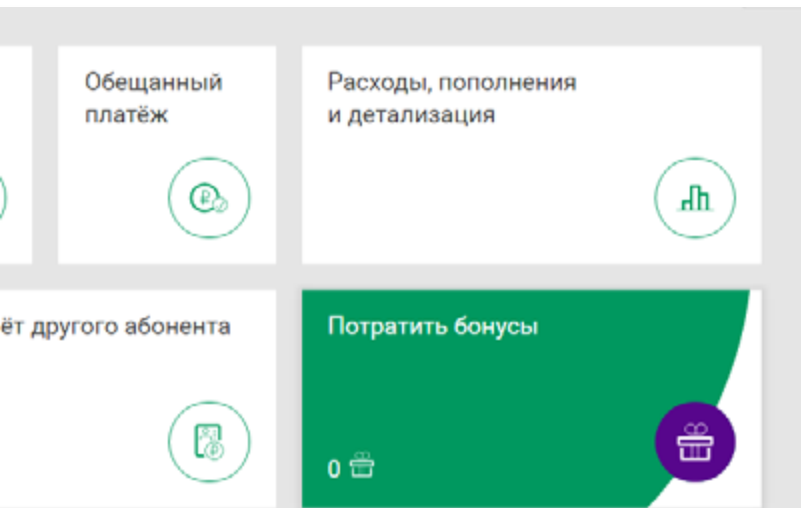 Обещанный
платёж
Расходы, пополнения
и детализация
ёт другого абонента
Потратить бонусы
0